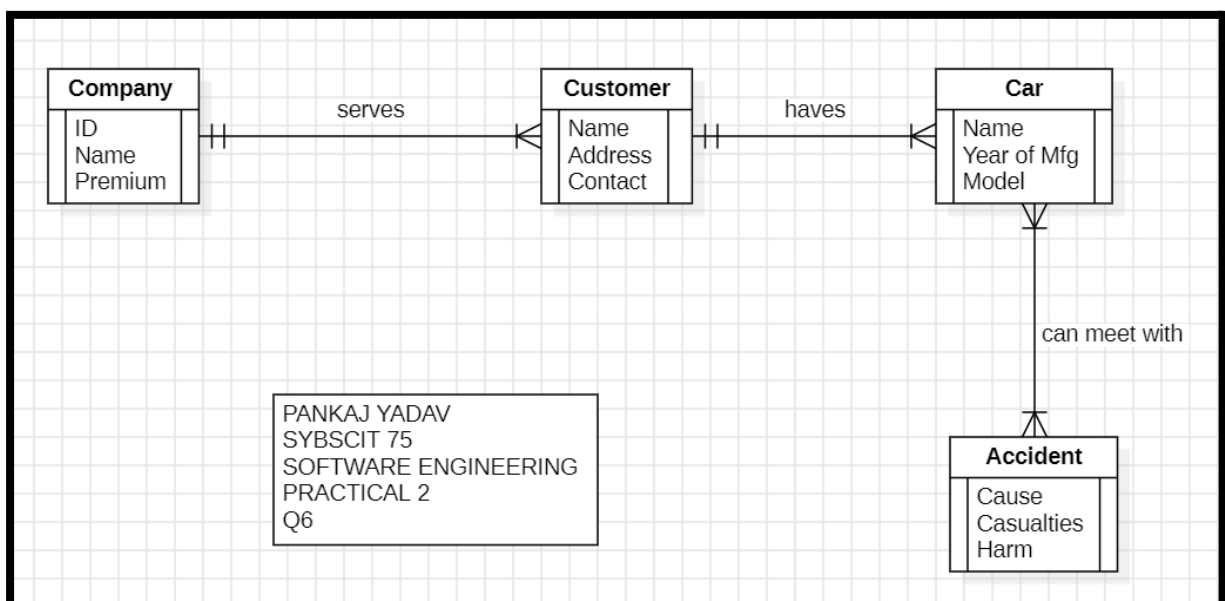 Company
ID
Name
Premium
serves
Customer
Name
Address
Contact
haves
Car
Name
Year of Mfg
Model
can meet with
Accident
Cause
Casualties
Harm
PANKAJ YADAV
SYBSCIT 75
SOFTWARE ENGINEERING
PRACTICAL 2
Q6